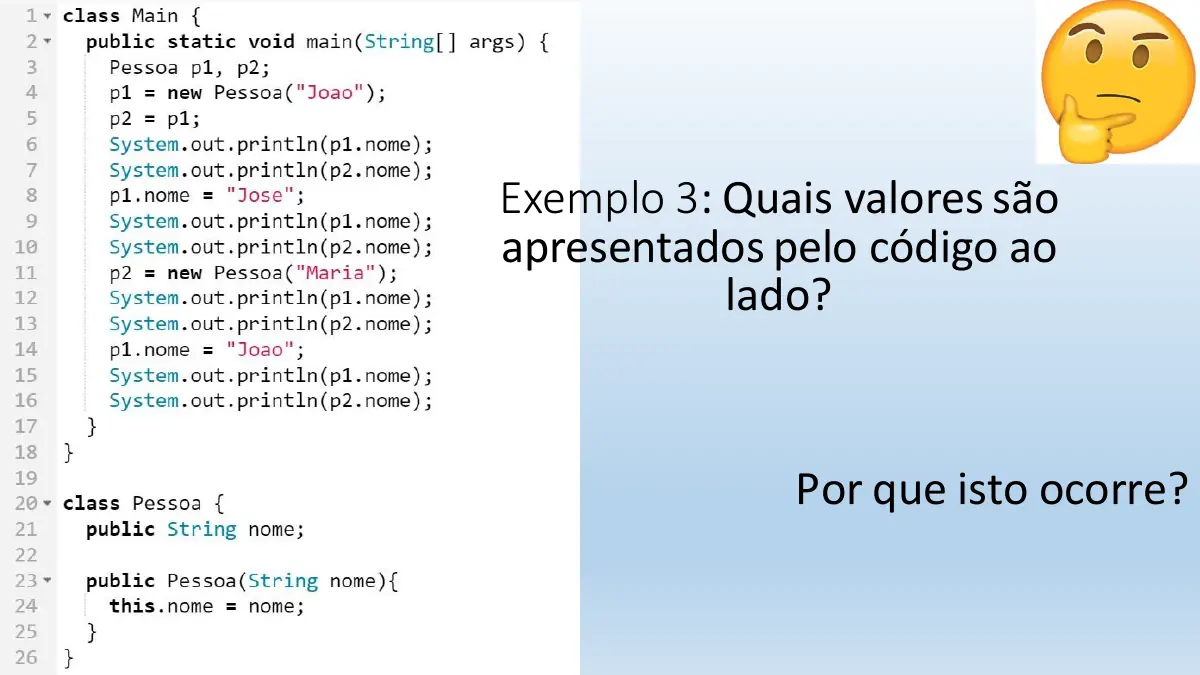 1 class Main {
2 public static void main(String[] args) {
3 Pessoa p1, p2;
4 p1 = new Pessoa("Joao");
5 p2 = p1;
6 System.out.println(p1.nome);
7 System.out.println(p2.nome);
8 p1.nome = "Jose";
9 System.out.println(p1.nome);
10 System.out.println(p2.nome);
11 p2 = new Pessoa("Maria");
12 System.out.println(p1.nome);
13 System.out.println(p2.nome);
14 p1.nome = "Joao";
15 System.out.println(p1.nome);
16 System.out.println(p2.nome);
17 }
18 }
19
20 class Pessoa {
21 public String nome;
22
23 public Pessoa(String nome){
24 this.nome = nome;
25 }
26 }
Exemplo 3: Quais valores são
apresentados pelo código ao
lado?
Por que isto ocorre?